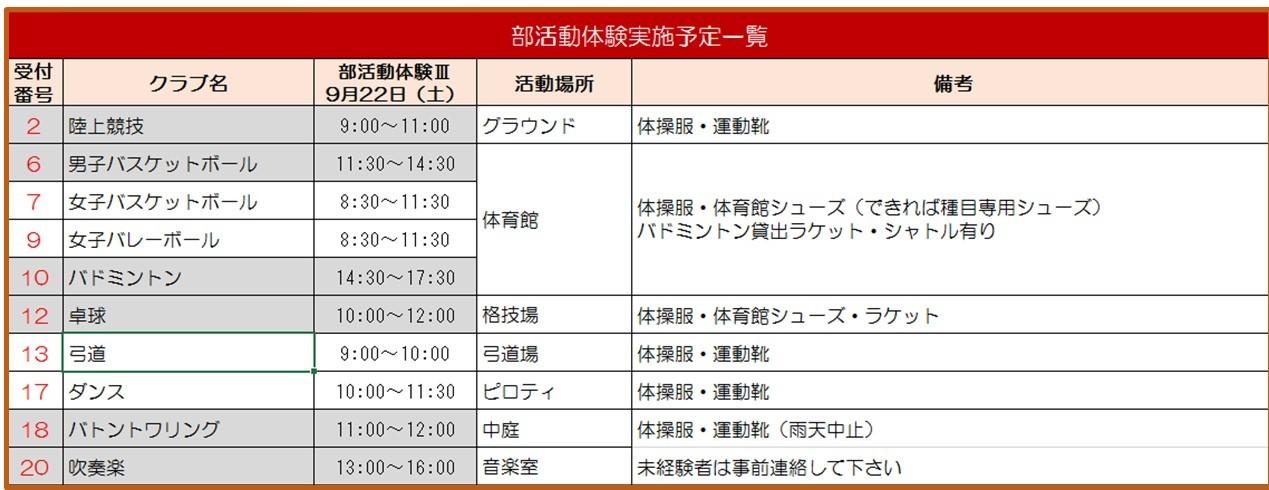 部活動体験実施予定一覧
受付番号 クラブ名 部活動体験Ⅲ 9月22日（土） 活動場所 備考
2 陸上競技 9:00～11:00 グラウンド 体操服・運動靴
6 男子バスケットボール 11:30～14:30
7 女子バスケットボール 8:30～11:30
体育館 体操服・体育館シューズ（できれば種目専用シューズ）
バドミントン貸出ラケット・シャトル有り
9 女子バレーボール 8:30～11:30
10 バドミントン 14:30～17:30
12 卓球 10:00～12:00 格技場 体操服・体育館シューズ・ラケット
13 弓道 9:00～10:00 弓道場 体操服・運動靴
17 ダンス 10:00～11:30 ピロティ 体操服・運動靴
18 バトントワリング 11:00～12:00 中庭 体操服・運動靴（雨天中止）
20 吹奏楽 13:00～16:00 音楽室 未経験者は事前連絡して下さい